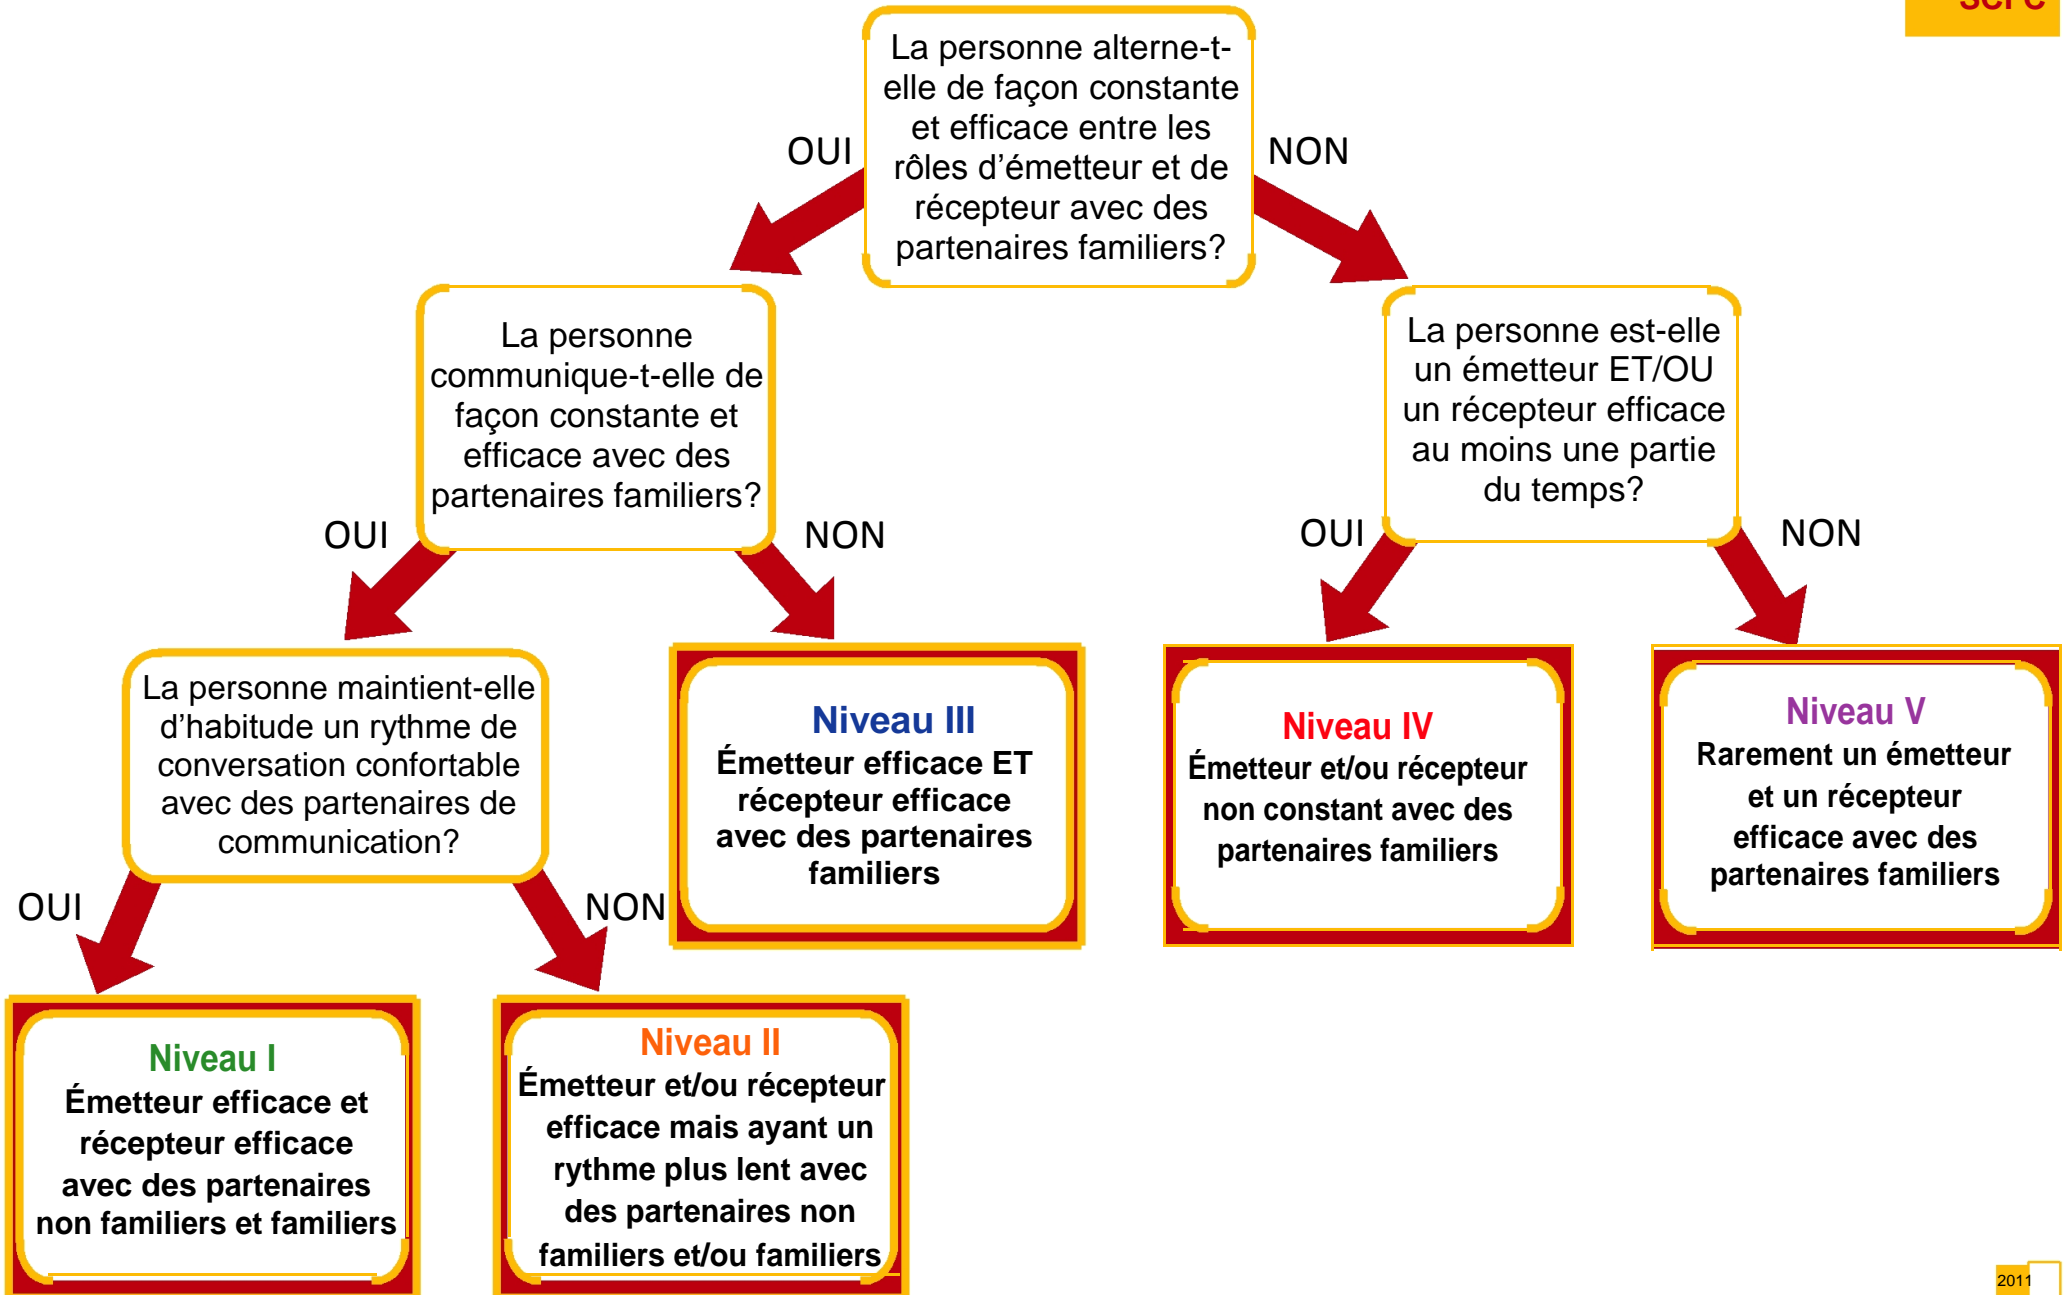 La personne alterne-t-
elle de façon constante
et efficace entre les
rôles d'émetteur et de
récepteur avec des
partenaires familiers?
OUI
NON
La personne
communique-t-elle de
façon constante et
efficace avec des
partenaires familiers?
La personne est-elle
un émetteur ET/OU
un récepteur efficace
au moins une partie
du temps?
OUI
NON
OUI
NON
La personne maintient-elle
d'habitude un rythme de
conversation confortable
avec des partenaires de
communication?
Niveau III
Émetteur efficace ET
récepteur efficace
avec des partenaires
familiers
Niveau IV
Émetteur et/ou récepteur
non constant avec des
partenaires familiers
Niveau V
Rarement un émetteur
et un récepteur
efficace avec des
partenaires familiers
OUI
NON
Niveau I
Émetteur efficace et
récepteur efficace
avec des partenaires
non familiers et familiers
Niveau II
Émetteur et/ou récepteur
efficace mais ayant un
rythme plus lent avec
des partenaires non
familiers et/ou familiers
2011